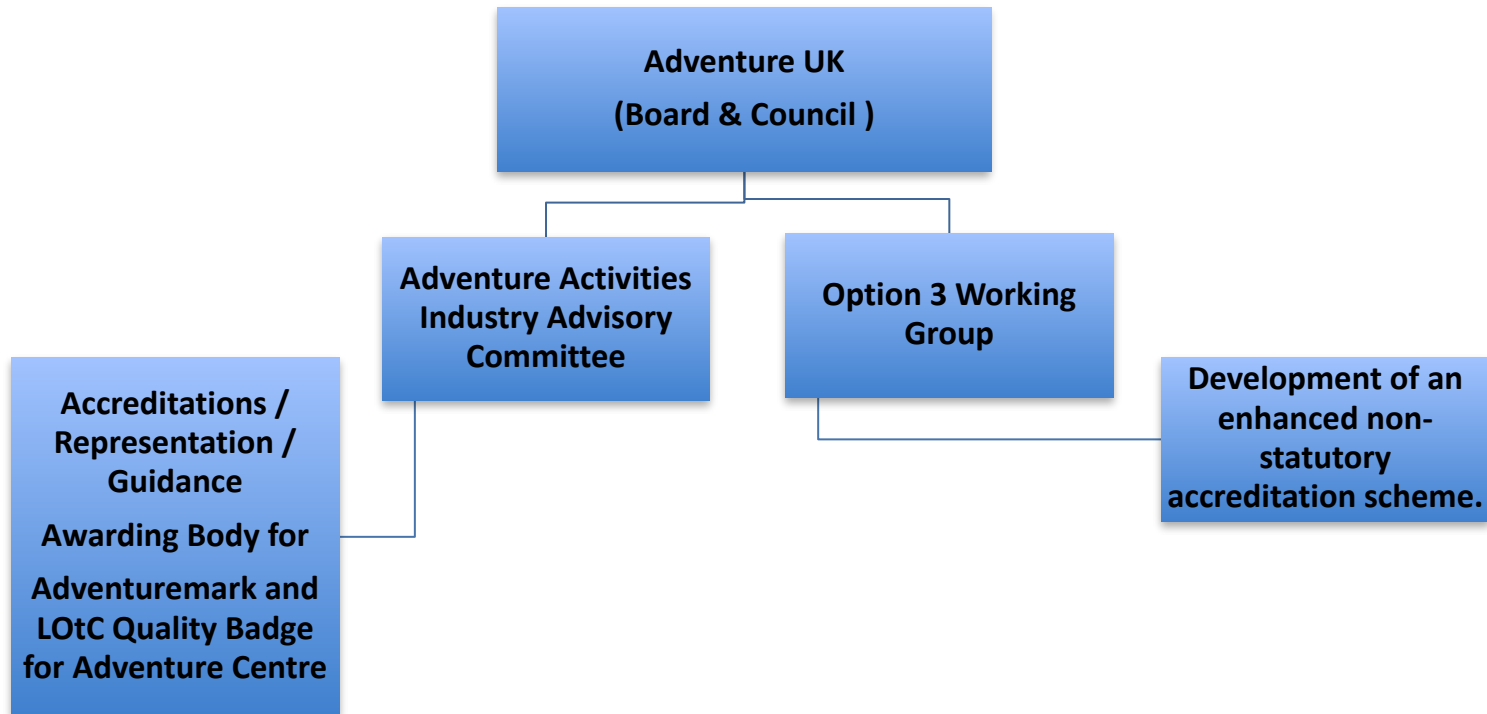 Adventure UK
(Board & Council )
Adventure Activities
Industry Advisory
Committee
Option 3 Working
Group
Accreditations /
Representation /
Guidance
Awarding Body for
Adventuremark and
LOtC Quality Badge
for Adventure Centre
Development of an
enhanced non-
statutory
accreditation scheme.